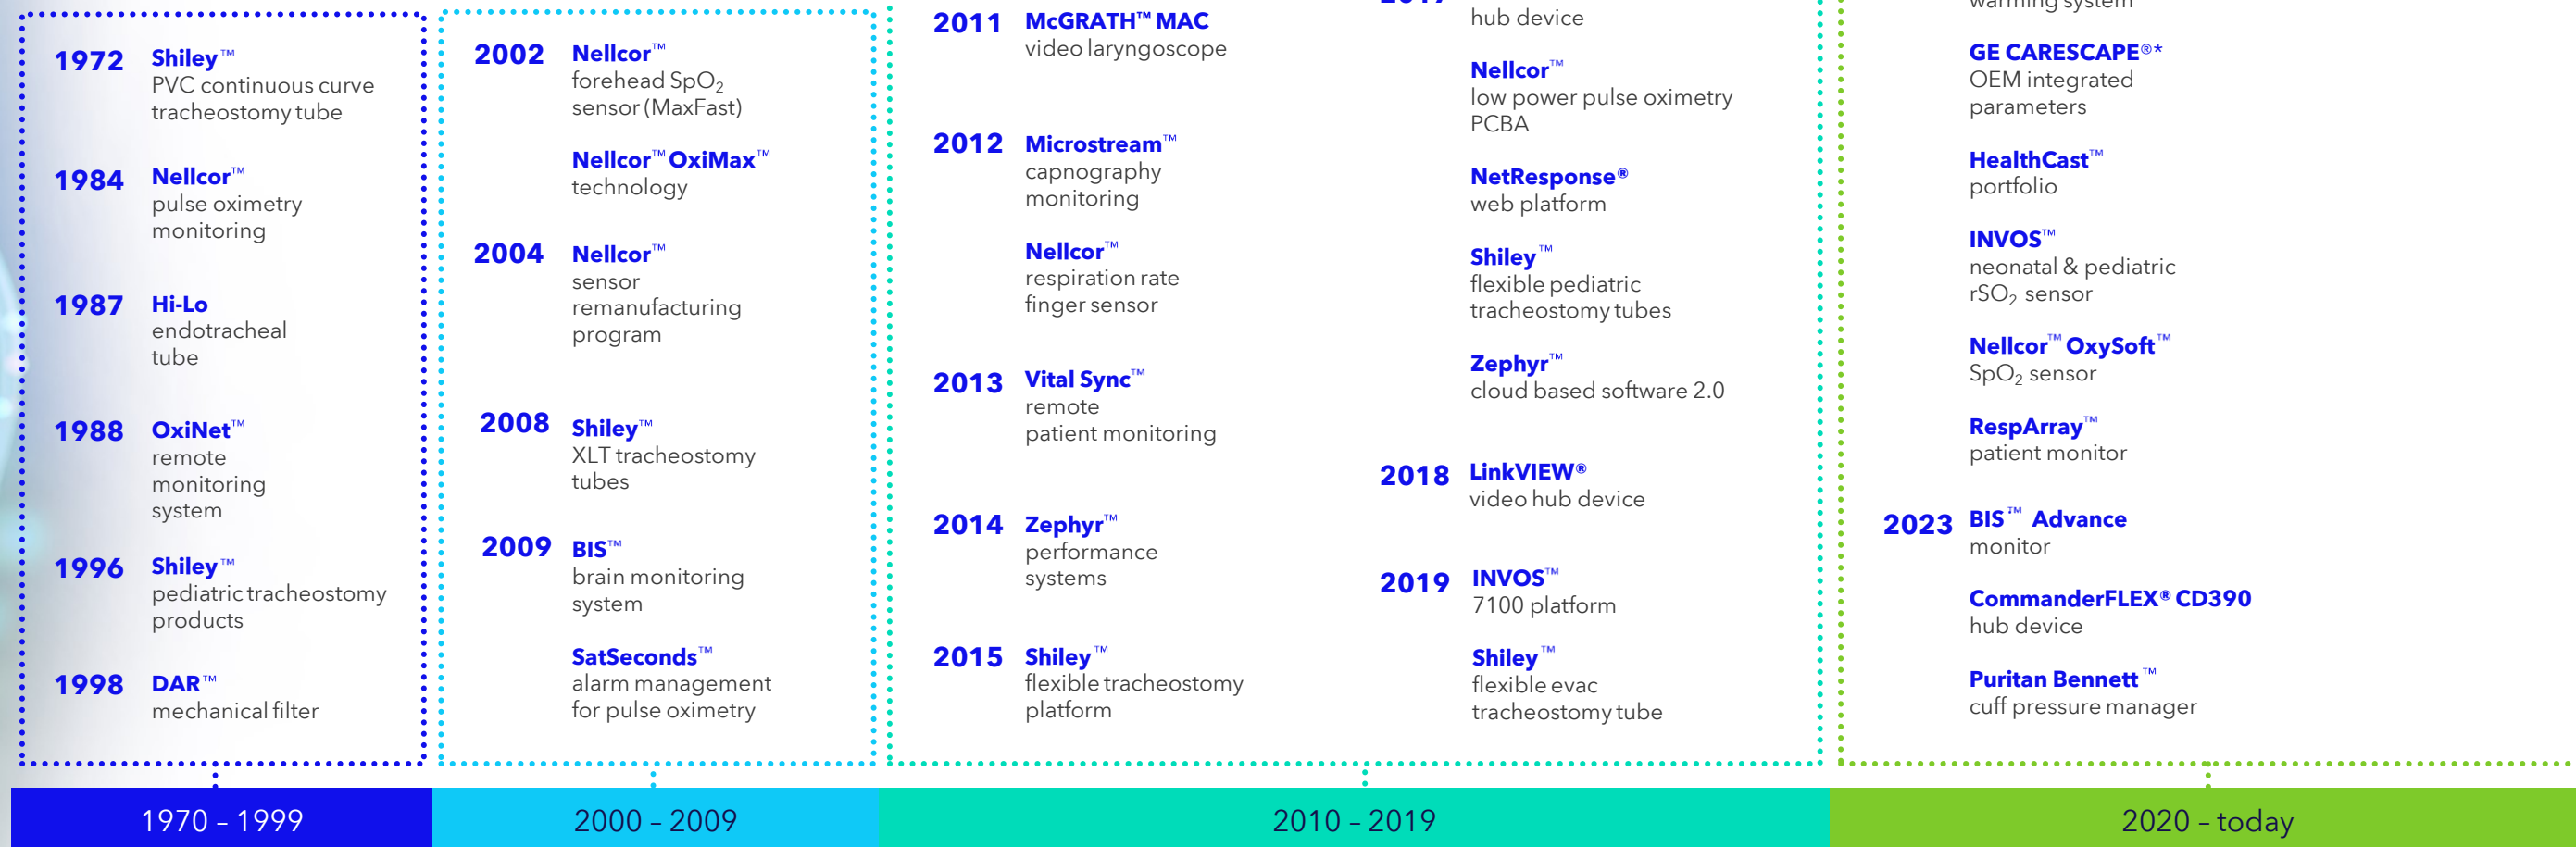 1972 Shiley™
PVC continuous curve
tracheostomy tube
1984 Nellcor™
pulse oximetry
monitoring
1987 Hi-Lo
endotracheal
tube
1988 OxiNet™
remote
monitoring
system
1996 Shiley™
pediatric tracheostomy
products
1998 DAR™
mechanical filter
1970 – 1999
2002 Nellcor™
forehead SpO₂
sensor (MaxFast)
Nellcor™ OxiMax™
technology
2004 Nellcor™
sensor
remanufacturing
program
2008 Shiley™
XLT tracheostomy
tubes
2009 BIS™
brain monitoring
system
SatSeconds™
alarm management
for pulse oximetry
2000 – 2009
2011 McGRATH™ MAC
video laryngoscope
2012 Microstream™
capnography
monitoring
Nellcor™
respiration rate
finger sensor
2013 Vital Sync™
remote
patient monitoring
2014 Zephyr™
performance
systems
2015 Shiley™
flexible tracheostomy
platform
hub device
Nellcor™
low power pulse oximetry
PCBA
NetResponse®
web platform
Shiley™
flexible pediatric
tracheostomy tubes
Zephyr™
cloud based software 2.0
2018 LinkVIEW®
video hub device
2019 INVOS™
7100 platform
Shiley™
flexible evac
tracheostomy tube
2010 – 2019
warming system
GE CARESCAPE®*
OEM integrated
parameters
HealthCast™
portfolio
INVOS™
neonatal & pediatric
rSO₂ sensor
Nellcor™ OxySoft™
SpO₂ sensor
RespArray™
patient monitor
2023 BIS™ Advance
monitor
CommanderFLEX® CD390
hub device
Puritan Bennett™
cuff pressure manager
2020 – today